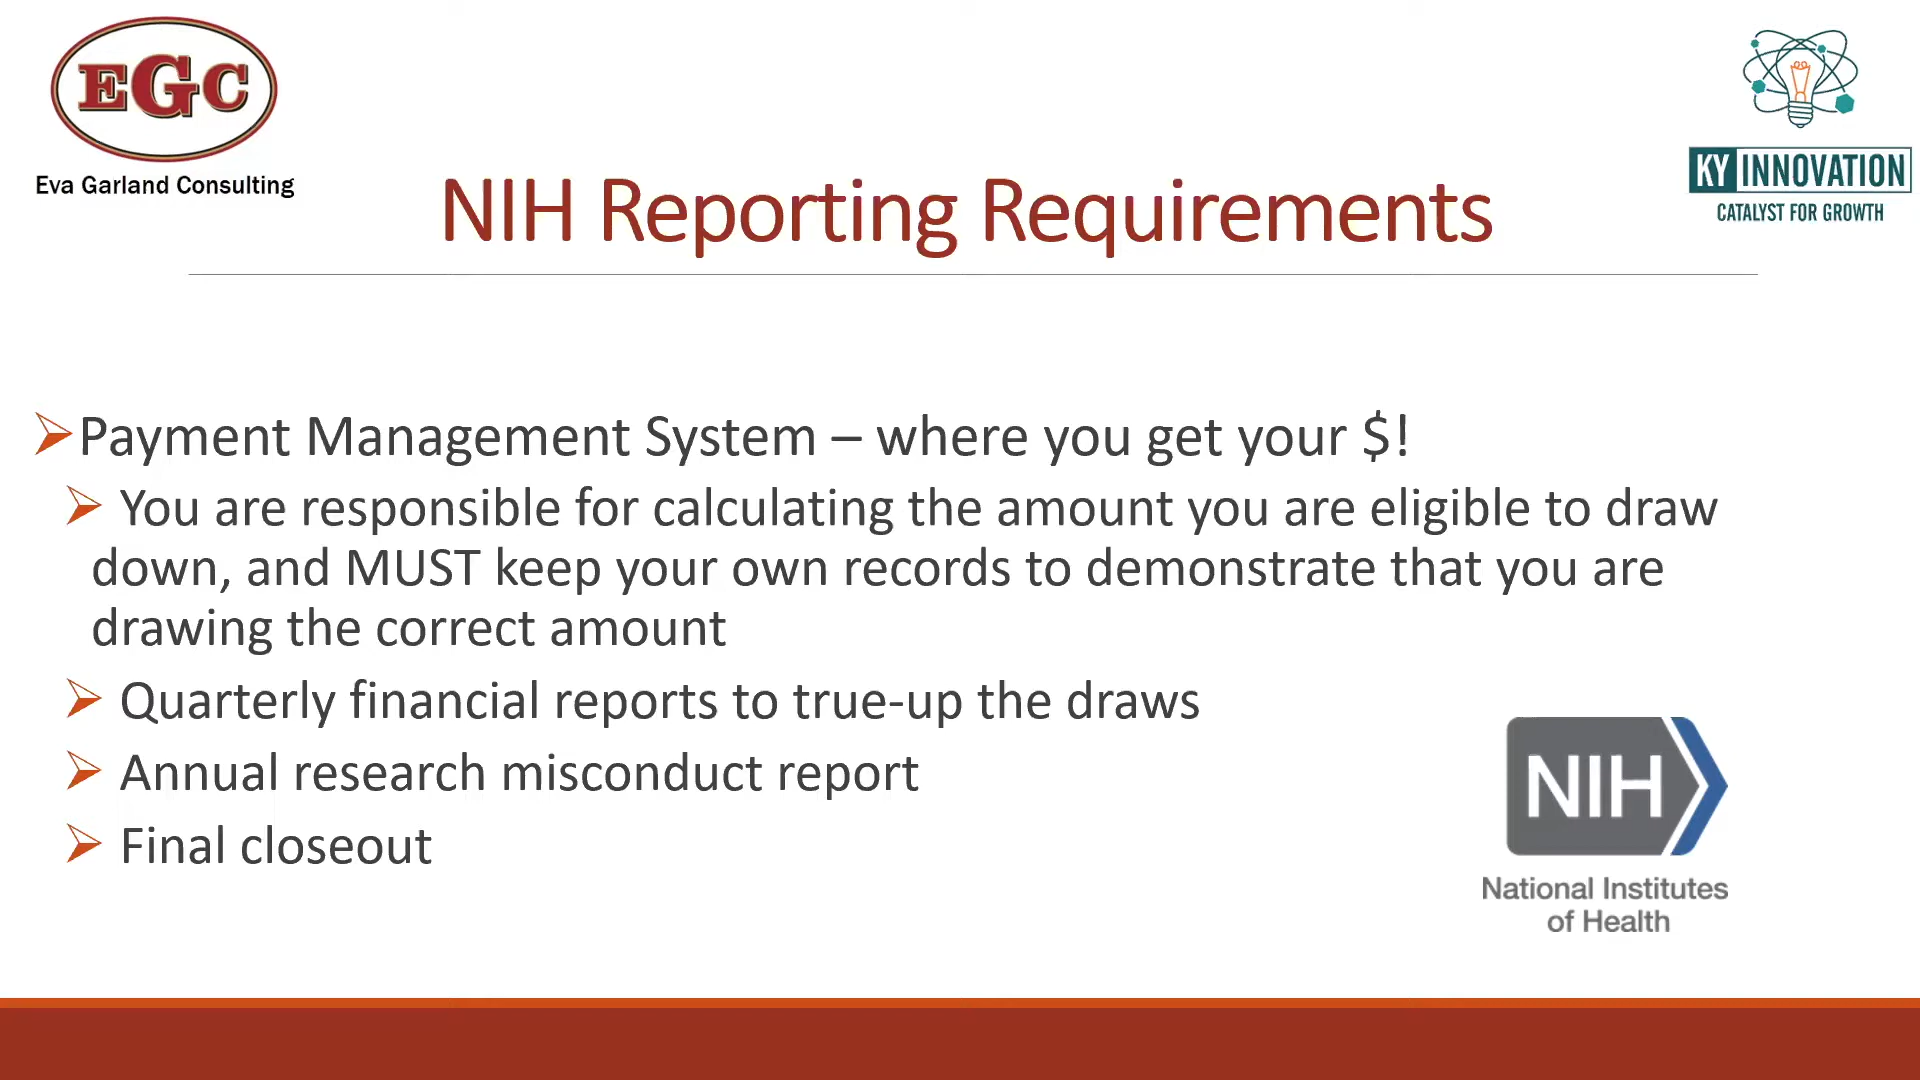 EGC
Eva Garland Consulting
KY INNOVATION
CATALYST FOR GROWTH
NIH Reporting Requirements
Payment Management System – where you get your $!
You are responsible for calculating the amount you are eligible to draw
down, and MUST keep your own records to demonstrate that you are
drawing the correct amount
Quarterly financial reports to true-up the draws
Annual research misconduct report
Final closeout
NIH
National Institutes
of Health